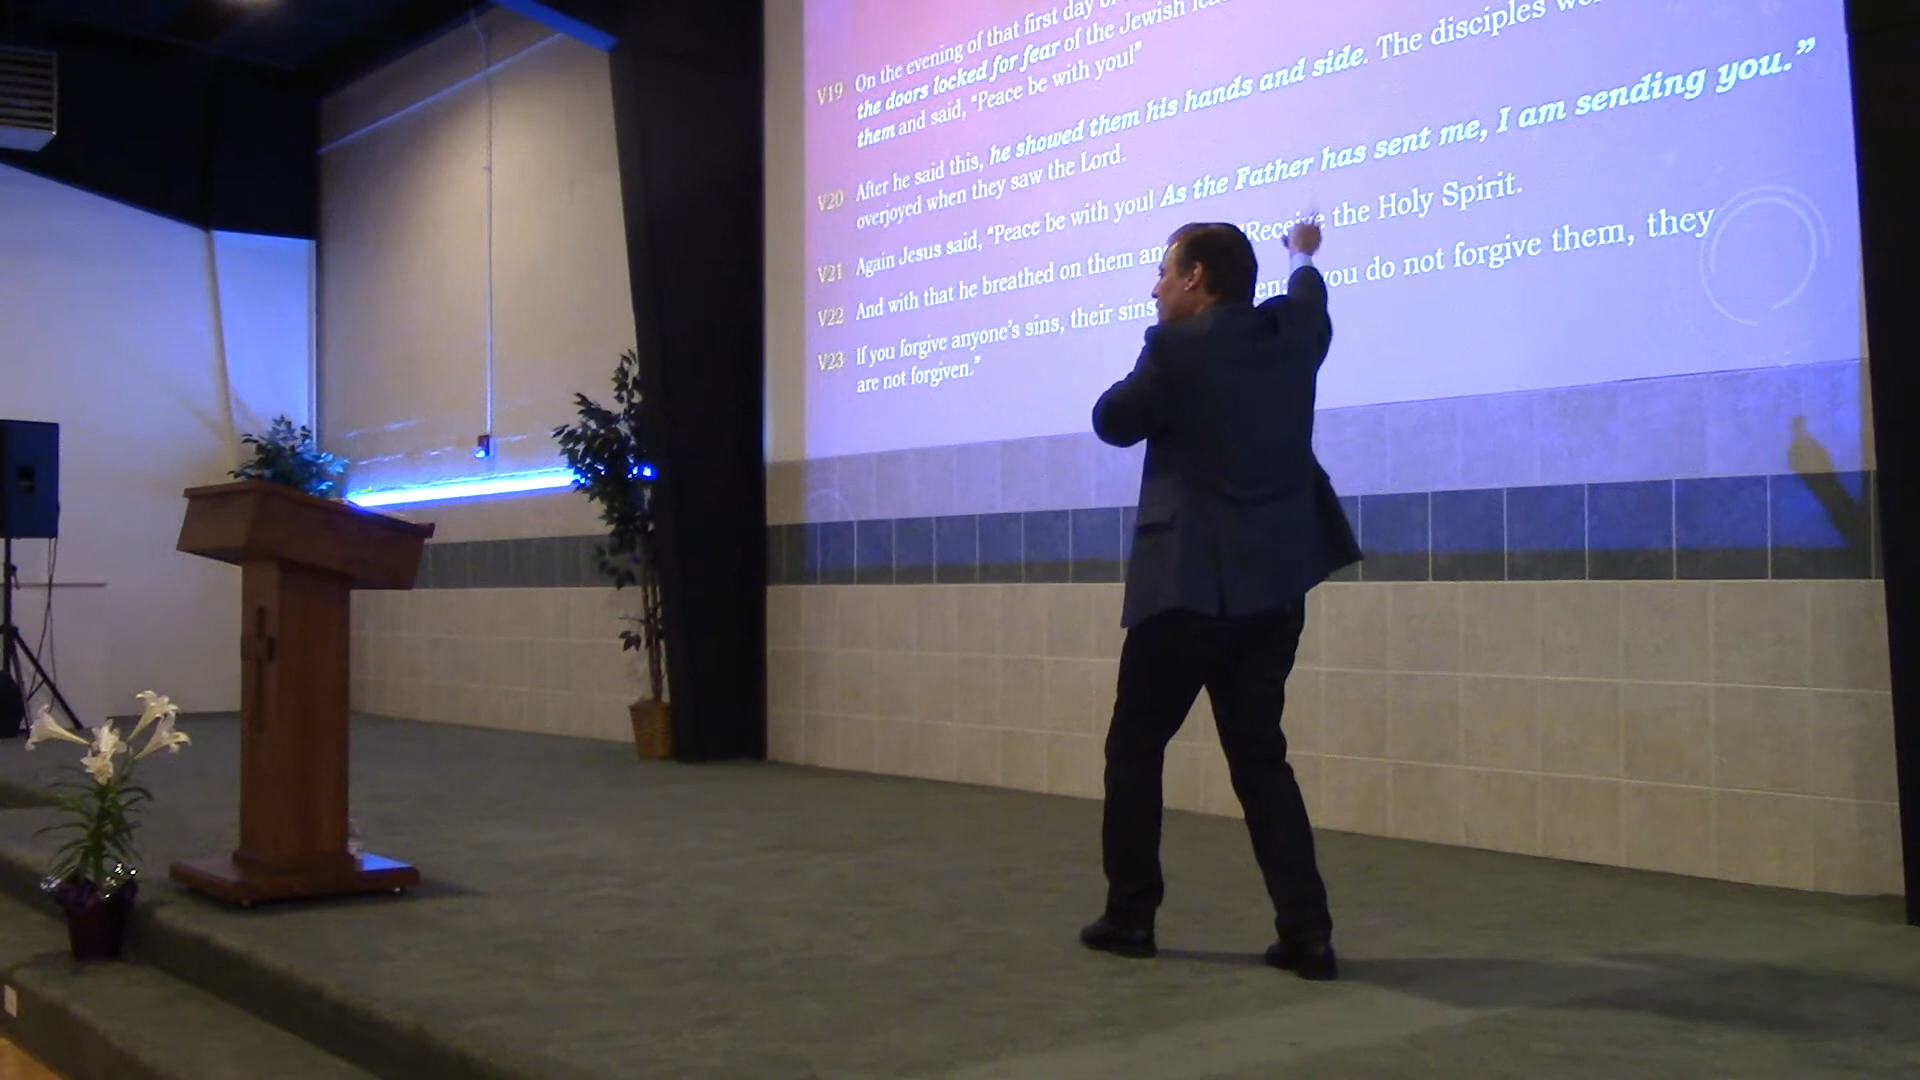 V19 On the evening of that first day
the doors locked for fear of the Jewish
them and said, “Peace be with you!”
V20 After he said this, he showed them his hands and side. The disciples
overjoyed when they saw the Lord.
V21 Again Jesus said, “Peace be with you! As the Father has sent me, I am sending you.”
V22 And with that he breathed on them Receive the Holy Spirit.
V23 If you forgive anyone’s sins, their sins you do not forgive them, they
are not forgiven.”